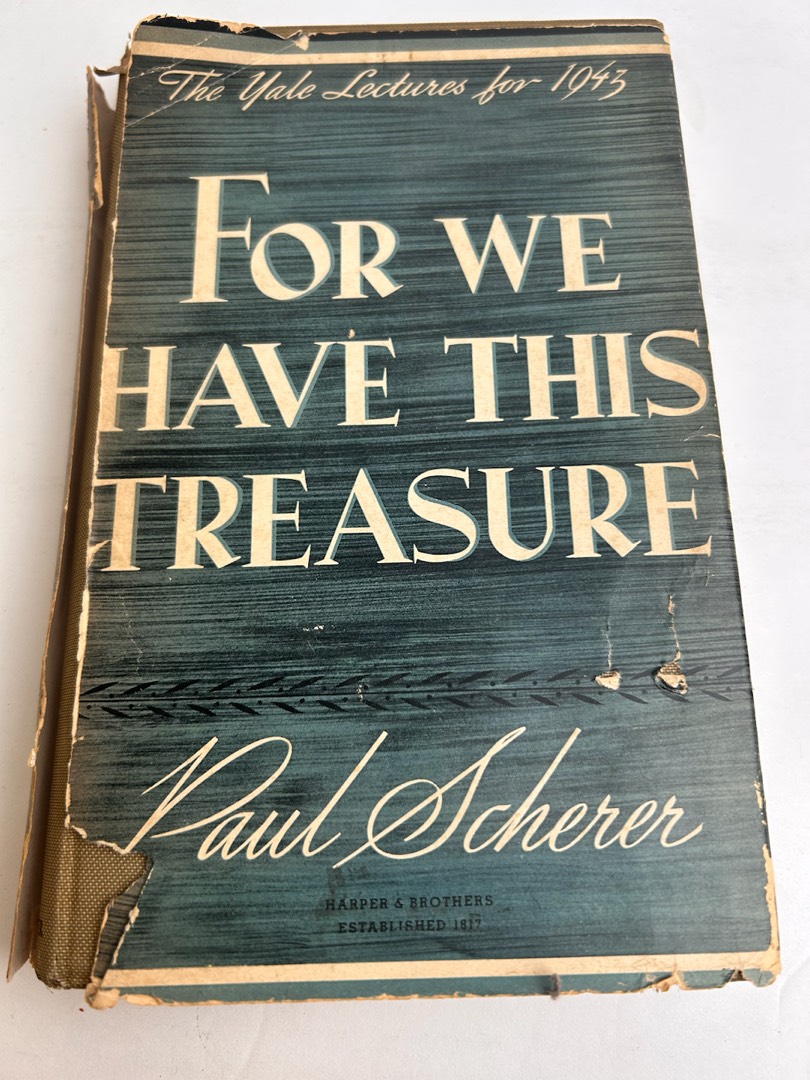 The Yale Lectures for 1943
FOR WE
HAVE THIS
TREASURE
Paul Scherer
HARPER & BROTHERS
ESTABLISHED 1817